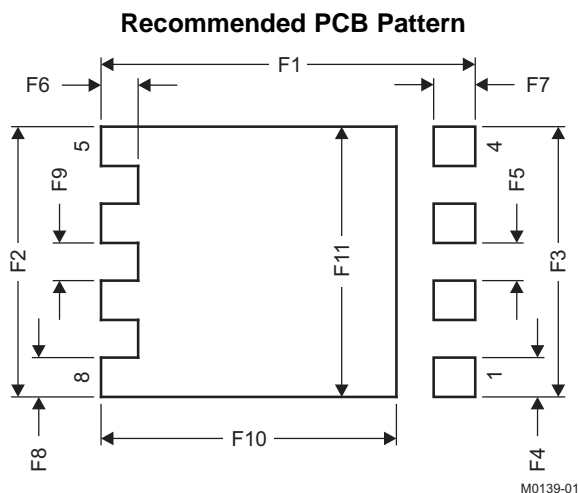 Recommended PCB Pattern
F1
F6
F7
5
4
F9
F5
F2
F11
F3
8
1
F10
F8
F4
M0139-01